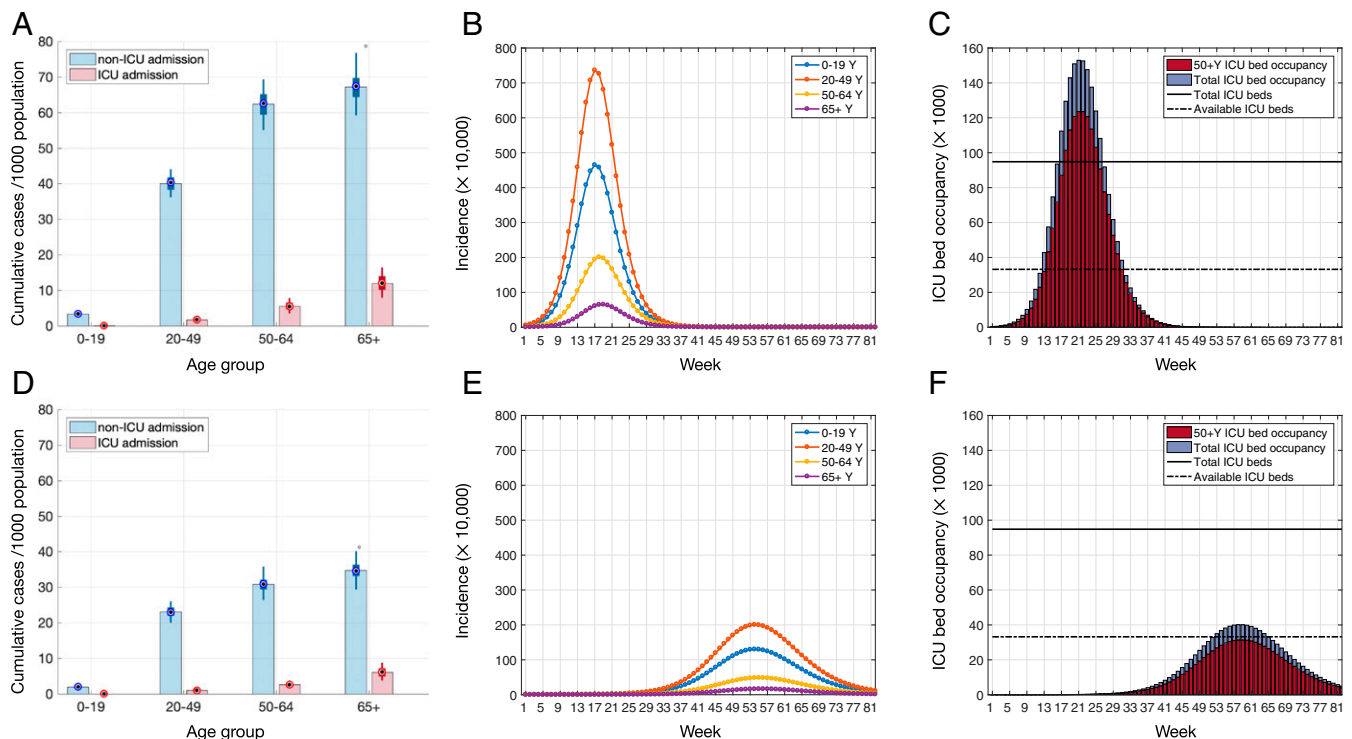 A
Cumulative cases /1000 population
80
70
60
50
40
30
20
10
0
non-ICU admission
ICU admission
0-19
20-49
50-64
65+
Age group
B
Incidence (× 10,000)
800
700
600
500
400
300
200
100
0
0-19 Y
20-49 Y
50-64 Y
65+ Y
1 5 9 13 17 21 25 29 33 37 41 45 49 53 57 61 65 69 73 77 81
Week
C
ICU bed occupancy (× 1000)
160
140
120
100
80
60
40
20
0
50+Y ICU bed occupancy
Total ICU bed occupancy
Total ICU beds
Available ICU beds
1 5 9 13 17 21 25 29 33 37 41 45 49 53 57 61 65 69 73 77 81
Week
D
Cumulative cases /1000 population
80
70
60
50
40
30
20
10
0
non-ICU admission
ICU admission
0-19
20-49
50-64
65+
Age group
E
Incidence (× 10,000)
800
700
600
500
400
300
200
100
0
0-19 Y
20-49 Y
50-64 Y
65+ Y
1 5 9 13 17 21 25 29 33 37 41 45 49 53 57 61 65 69 73 77 81
Week
F
ICU bed occupancy (× 1000)
160
140
120
100
80
60
40
20
0
50+Y ICU bed occupancy
Total ICU bed occupancy
Total ICU beds
Available ICU beds
1 5 9 13 17 21 25 29 33 37 41 45 49 53 57 61 65 69 73 77 81
Week